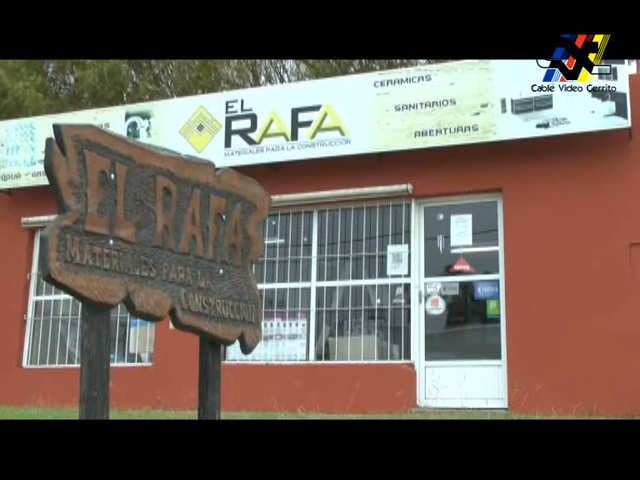 Cable Video Cerrito
CERAMICAS
SANITARIOS
ABERTURAS
EL
RAFA
MATERIALES PARA LA CONSTRUCCION
EL RAFA
MATERIALES PARA LA
CONSTRUCCION